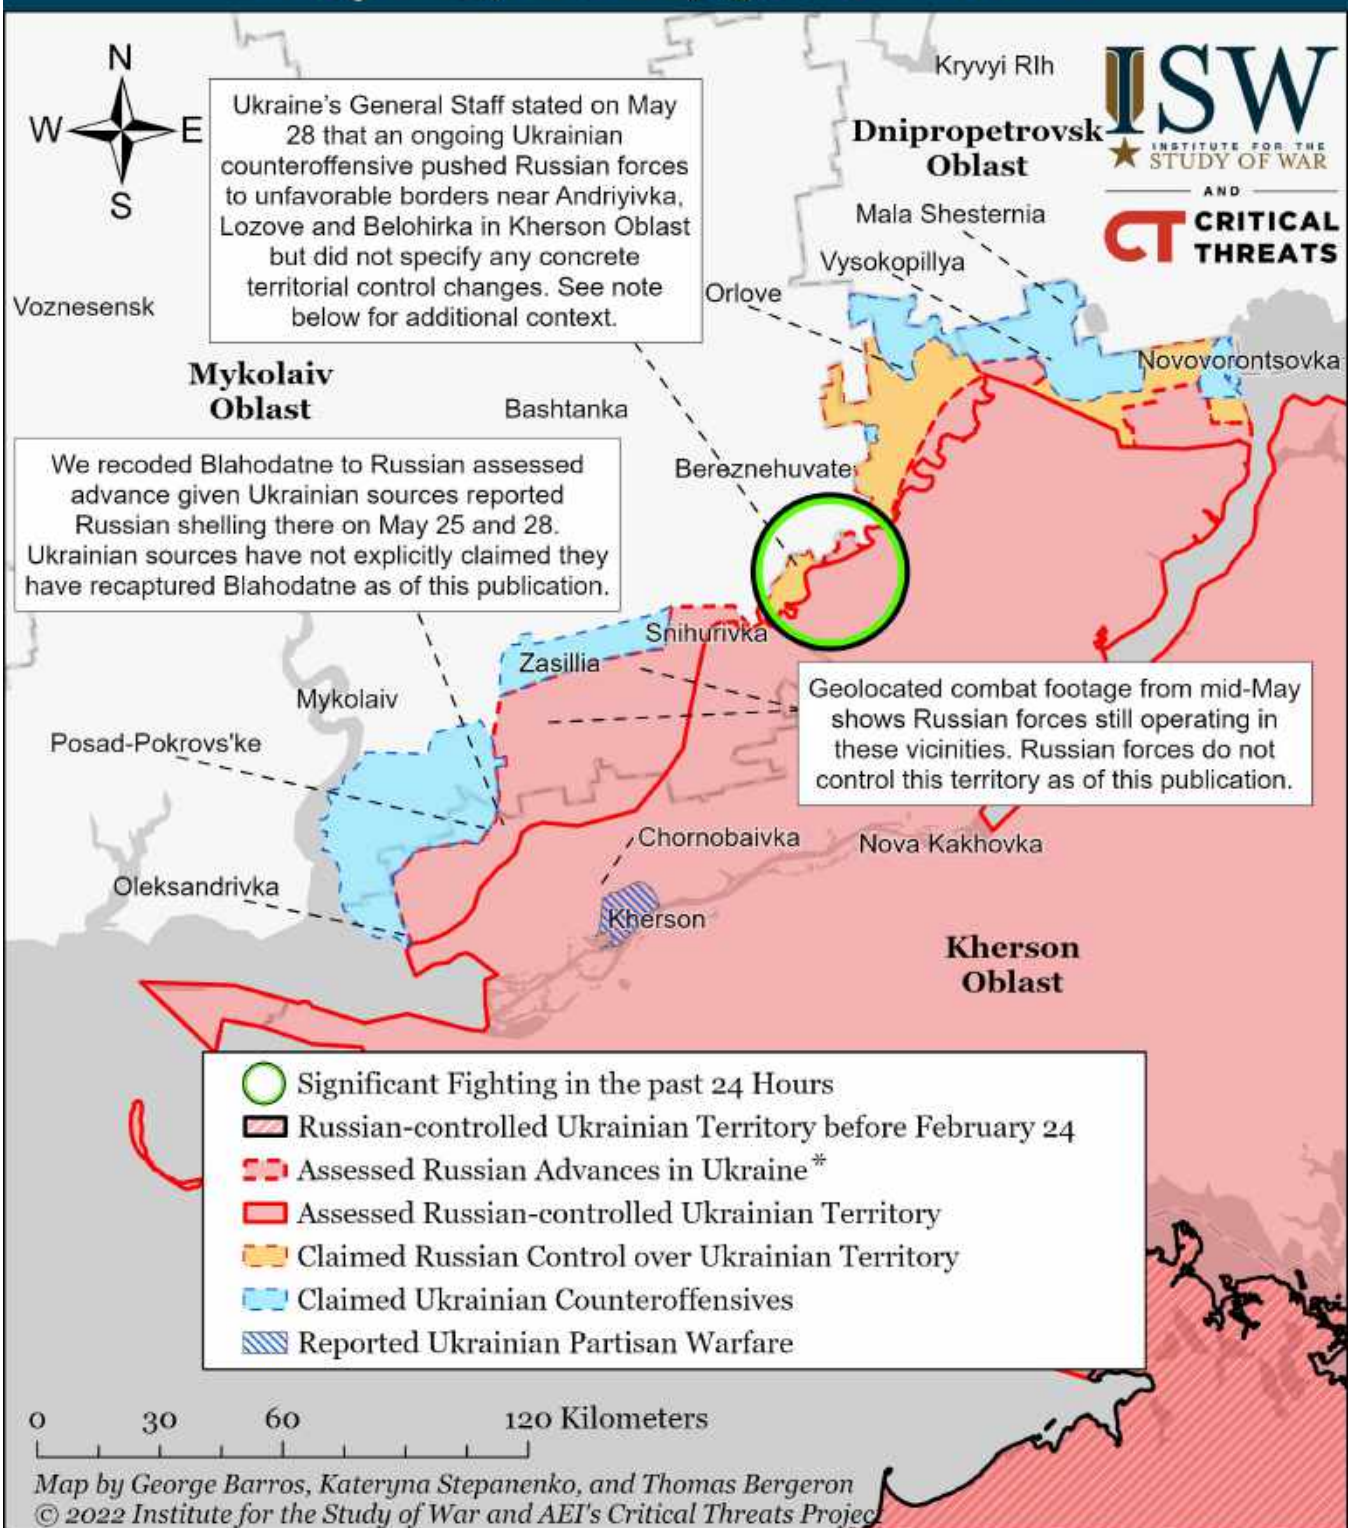 N
W E
S
Kryvyi RIh
ISW
INSTITUTE FOR THE
STUDY OF WAR
AND
CT CRITICAL
THREATS
Dnipropetrovsk
Oblast
Ukraine's General Staff stated on May
28 that an ongoing Ukrainian
counteroffensive pushed Russian forces
to unfavorable borders near Andriyivka,
Lozove and Belohirka in Kherson Oblast
but did not specify any concrete
territorial control changes. See note
below for additional context.
Mala Shesternia
Vysokopillya
Orlove
Voznesensk
Novovorontsovka
Mykolaiv
Oblast
Bashtanka
Bereznehuvate
We recoded Blahodatne to Russian assessed
advance given Ukrainian sources reported
Russian shelling there on May 25 and 28.
Ukrainian sources have not explicitly claimed they
have recaptured Blahodatne as of this publication.
Snihurivka
Zasillia
Mykolaiv
Geolocated combat footage from mid-May
shows Russian forces still operating in
these vicinities. Russian forces do not
control this territory as of this publication.
Posad-Pokrovs'ke
Chornobaivka
Nova Kakhovka
Oleksandrivka
Kherson
Kherson
Oblast
Significant Fighting in the past 24 Hours
Russian-controlled Ukrainian Territory before February 24
Assessed Russian Advances in Ukraine*
Assessed Russian-controlled Ukrainian Territory
Claimed Russian Control over Ukrainian Territory
Claimed Ukrainian Counteroffensives
Reported Ukrainian Partisan Warfare
0 30 60 120 Kilometers
Map by George Barros, Kateryna Stepanenko, and Thomas Bergeron
© 2022 Institute for the Study of War and AEI's Critical Threats Project